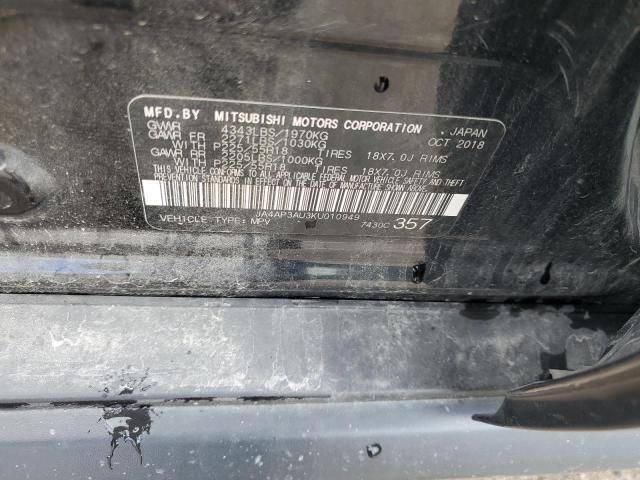 MFD.BY MITSUBISHI MOTORS CORPORATION , JAPAN
GVWR 4343LBS/1970KG OCT 2018
GAWR FR 2271LBS/1030KG
WITH P225/55R18 TIRES 18X7.0J RIMS
GAWR RR 2205LBS/1000KG
WITH P225/55R18 TIRES 18X7.0J RIMS
THIS VEHICLE CONFORMS TO ALL APPLICABLE
FEDERAL MOTOR VEHICLE SAFETY, BUMPER, AND THEFT
PREVENTION STANDARDS IN EFFECT ON THE DATE OF
MANUFACTURE SHOWN ABOVE.
JA4AP3AU3KU010949
VEHICLE TYPE: MPV 7430C 357